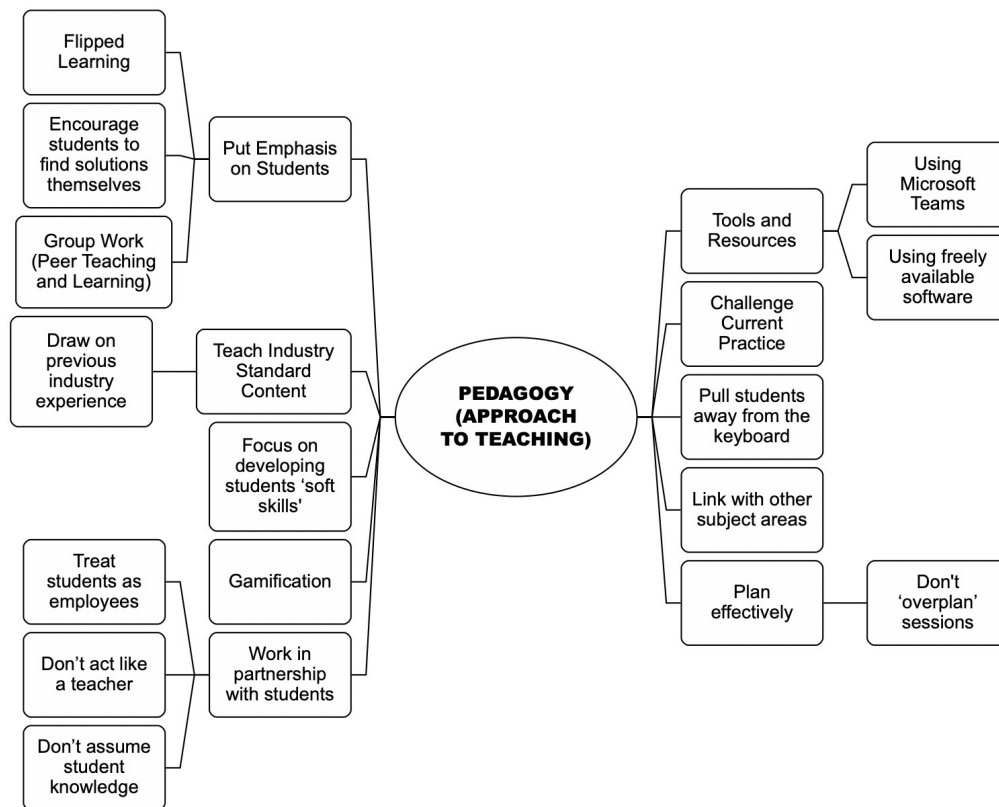 Flipped
Learning
Encourage
students to
find solutions
themselves
Group Work
(Peer Teaching
and Learning)
Put Emphasis
on Students
Draw on
previous
industry
experience
Teach Industry
Standard
Content
Focus on
developing
students ‘soft
skills'
Gamification
Treat
students as
employees
Don’t act like
a teacher
Don’t assume
student
knowledge
Work in
partnership
with students
PEDAGOGY
(APPROACH
TO TEACHING)
Tools and
Resources
Using
Microsoft
Teams
Using freely
available
software
Challenge
Current
Practice
Pull students
away from the
keyboard
Link with other
subject areas
Plan
effectively
Don't
‘overplan’
sessions